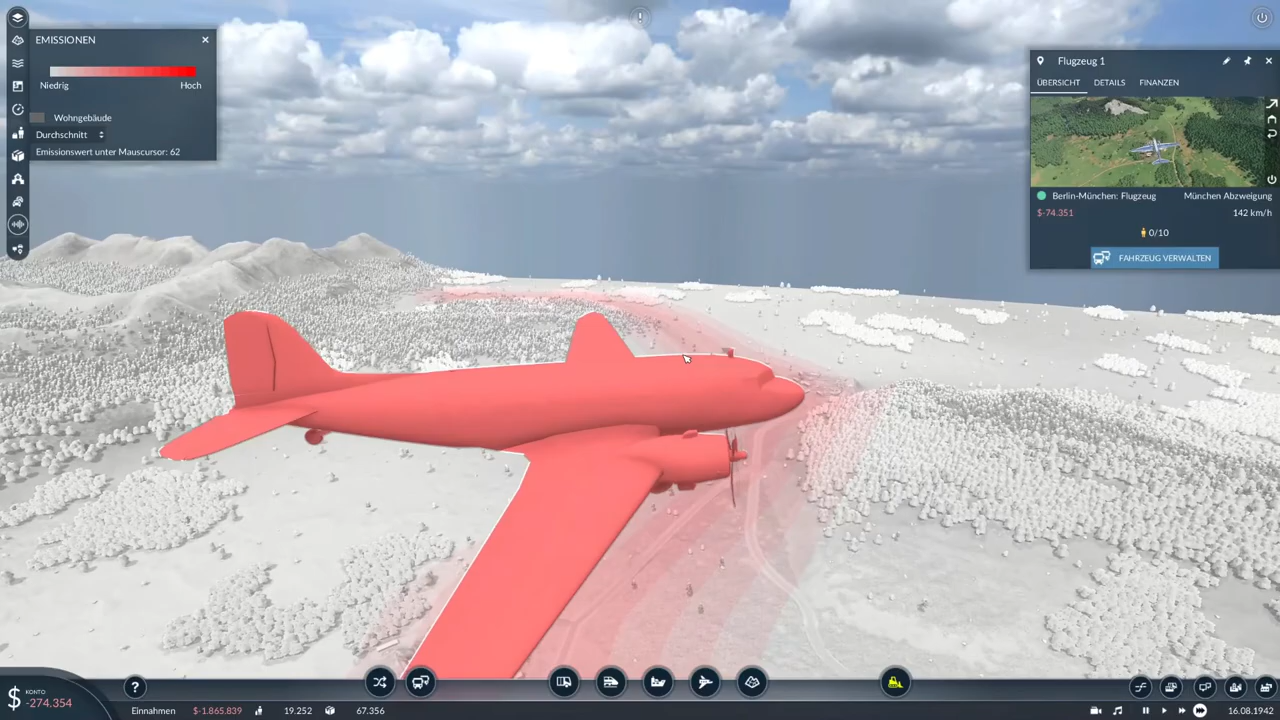 EMISSIONEN
Niedrig Hoch
Wohngebäude
Durchschnitt
Emissionswert unter Mauscursor: 62
Flugzeug 1
ÜBERSICHT DETAILS FINANZEN
Berlin-München: Flugzeug München Abzweigung
$-74.351 142 km/h
0/10
FAHRZEUG VERWALTEN
$ KONTO
-274.354
?
Einnahmen $-1.865.839 19.252 67.356 16.08.1942